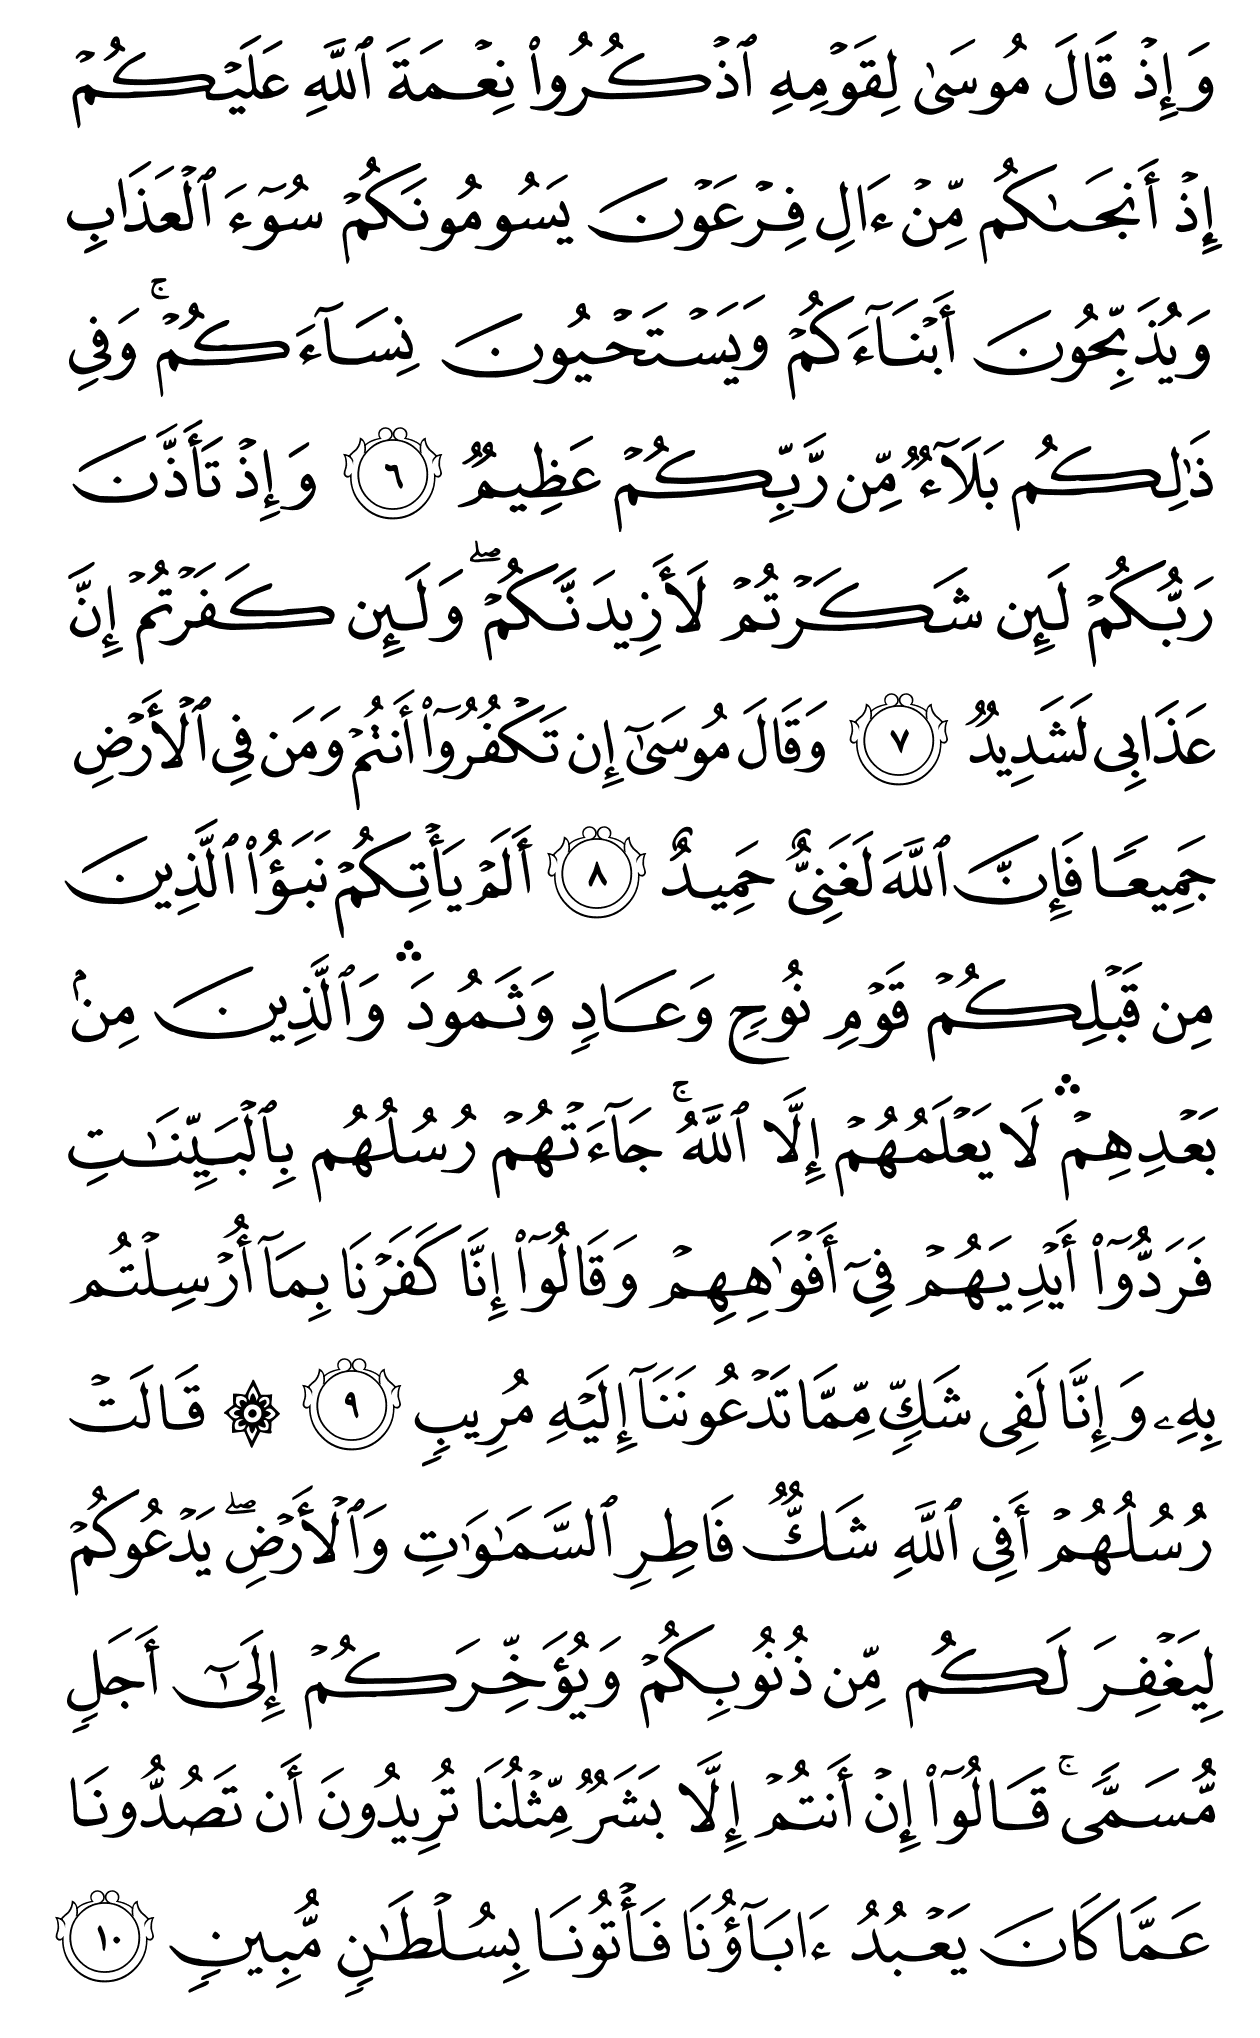 وَإِذۡ قَالَ مُوسَىٰ لِقَوۡمِهِ ٱذۡكُرُواْ نِعۡمَةَ ٱللَّهِ عَلَيۡكُمۡ
إِذۡ أَنجَىٰكُم مِّنۡ ءَالِ فِرۡعَوۡنَ يَسُومُونَكُمۡ سُوٓءَ ٱلۡعَذَابِ
وَيُذَبِّحُونَ أَبۡنَآءَكُمۡ وَيَسۡتَحۡيُونَ نِسَآءَكُمۡۚ وَفِي
ذَٰلِكُم بَلَآءٞ مِّن رَّبِّكُمۡ عَظِيمٞ ٦ وَإِذۡ تَأَذَّنَ
رَبُّكُمۡ لَئِن شَكَرۡتُمۡ لَأَزِيدَنَّكُمۡۖ وَلَئِن كَفَرۡتُمۡ إِنَّ
عَذَابِي لَشَدِيدٞ ٧ وَقَالَ مُوسَىٰٓ إِن تَكۡفُرُوٓاْ أَنتُمۡ وَمَن فِي ٱلۡأَرۡضِ
جَمِيعٗا فَإِنَّ ٱللَّهَ لَغَنِيٌّ حَمِيدٌ ٨ أَلَمۡ يَأۡتِكُمۡ نَبَؤُاْ ٱلَّذِينَ
مِن قَبۡلِكُمۡ قَوۡمِ نُوحٖ وَعَادٖ وَثَمُودَۛ وَٱلَّذِينَ مِنۢ
بَعۡدِهِمۡۛ لَا يَعۡلَمُهُمۡ إِلَّا ٱللَّهُۚ جَآءَتۡهُمۡ رُسُلُهُم بِٱلۡبَيِّنَٰتِ
فَرَدُّوٓاْ أَيۡدِيَهُمۡ فِيٓ أَفۡوَٰهِهِمۡ وَقَالُوٓاْ إِنَّا كَفَرۡنَا بِمَآ أُرۡسِلۡتُم
بِهِۦ وَإِنَّا لَفِي شَكّٖ مِّمَّا تَدۡعُونَنَآ إِلَيۡهِ مُرِيبٖ ٩ ۞ قَالَتۡ
رُسُلُهُمۡ أَفِي ٱللَّهِ شَكّٞ فَاطِرِ ٱلسَّمَٰوَٰتِ وَٱلۡأَرۡضِۖ يَدۡعُوكُمۡ
لِيَغۡفِرَ لَكُم مِّن ذُنُوبِكُمۡ وَيُؤَخِّرَكُمۡ إِلَىٰٓ أَجَلٖ
مُّسَمّٗىۚ قَالُوٓاْ إِنۡ أَنتُمۡ إِلَّا بَشَرٞ مِّثۡلُنَا تُرِيدُونَ أَن تَصُدُّونَا
عَمَّا كَانَ يَعۡبُدُ ءَابَآؤُنَا فَأۡتُونَا بِسُلۡطَٰنٖ مُّبِينٖ ١٠